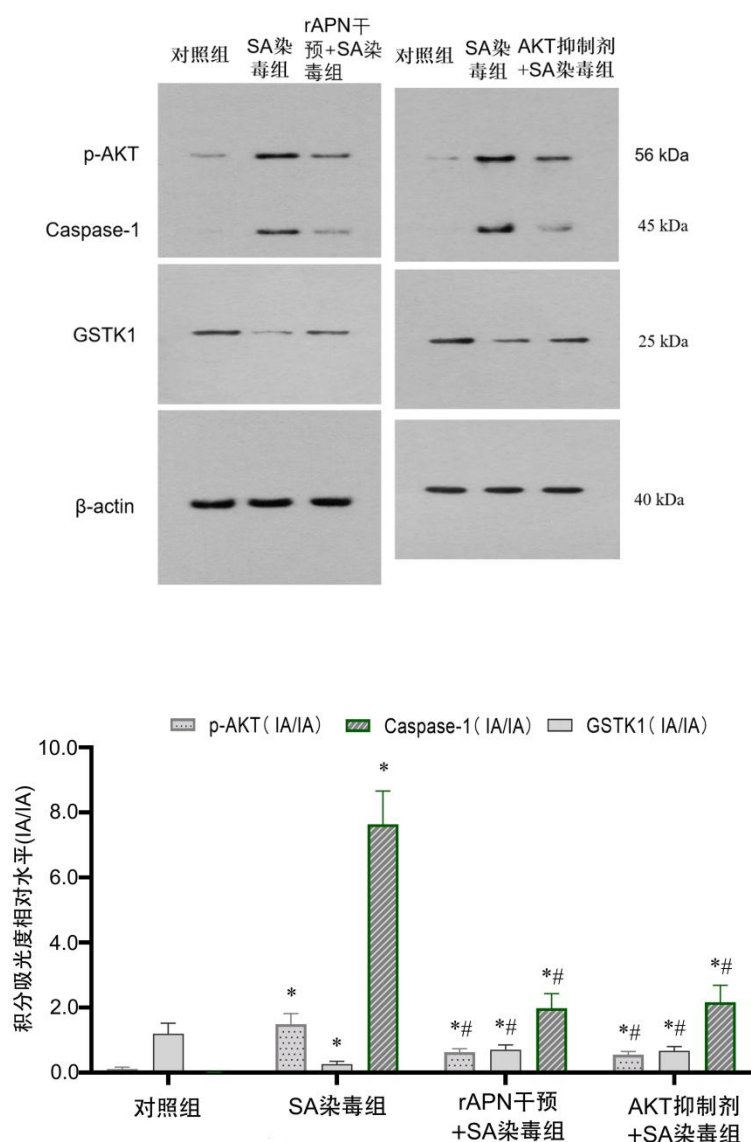 对照组
SA染
毒组
rAPN干
预+SA染
毒组
对照组
SA染
毒组
AKT抑制剂
+SA染毒组
p-AKT
56 kDa
Caspase-1
45 kDa
GSTK1
25 kDa
β-actin
40 kDa
p-AKT( IA/IA)
Caspase-1( IA/IA)
GSTK1( IA/IA)
积分吸光度相对水平(IA/IA)
10.0
8.0
6.0
4.0
2.0
0.0
*
*
*
*#
*#
*#
*#
*#
*#
对照组
SA染毒组
rAPN干预
+SA染毒组
AKT抑制剂
+SA染毒组